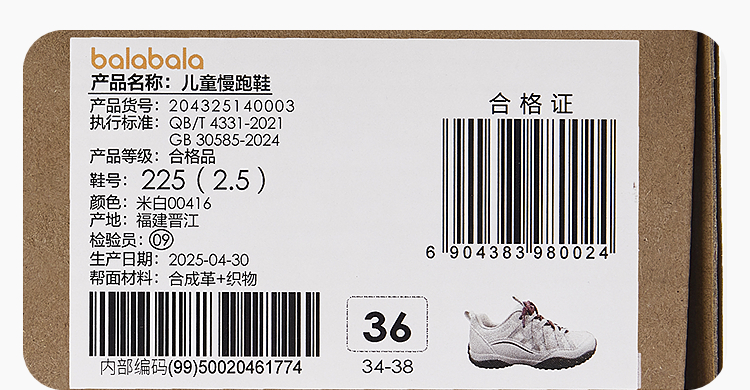 balabala
产品名称：儿童慢跑鞋
产品货号：204325140003
执行标准：QB/T 4331-2021
GB 30585-2024
产品等级：合格品
鞋号：225（2.5）
颜色：米白00416
产地：福建晋江
检验员：09
生产日期：2025-04-30
帮面材料：合成革+织物
内部编码(99)50020461774
合格证
6 904383 980024
36
34-38